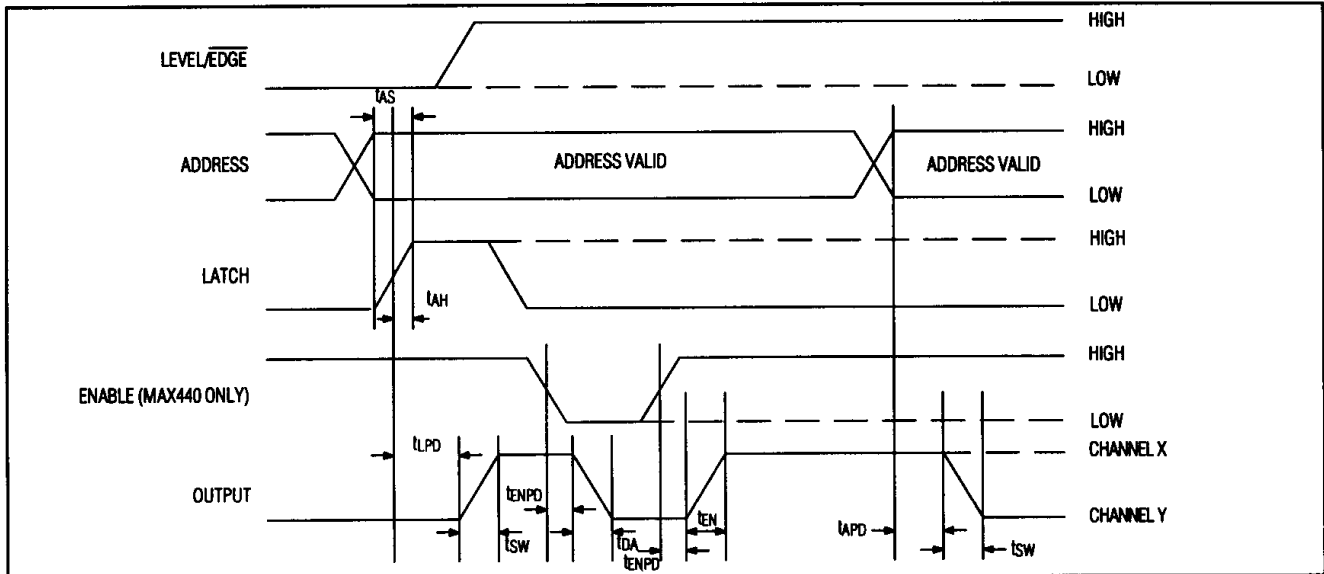 HIGH
LEVEL/E̅D̅G̅E̅
LOW
tAS
HIGH
ADDRESS
ADDRESS VALID
ADDRESS VALID
LOW
HIGH
LATCH
tAH
LOW
HIGH
ENABLE (MAX440 ONLY)
LOW
tLPD
CHANNEL X
OUTPUT
tENPD
tEN
CHANNEL Y
tAPD
tSW
tDA
tSW
tENPD